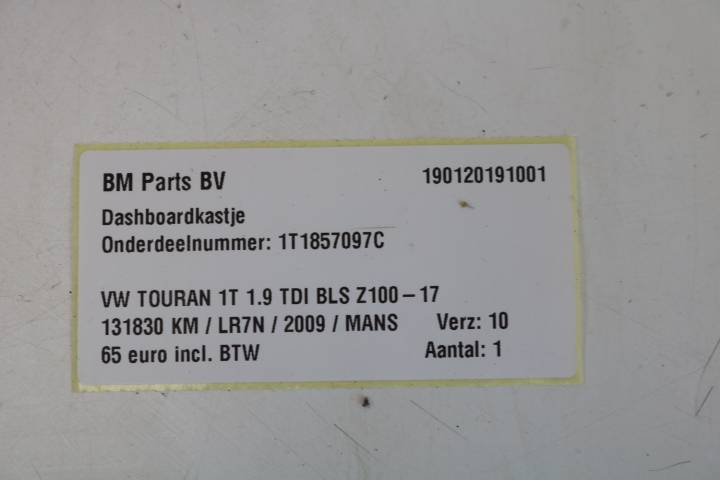 BM Parts BV 190120191001
Dashboardkastje
Onderdeelnummer: 1T1857097C
VW TOURAN 1T 1.9 TDI BLS Z100-17
131830 KM / LR7N / 2009 / MANS Verz: 10
65 euro incl. BTW Aantal: 1